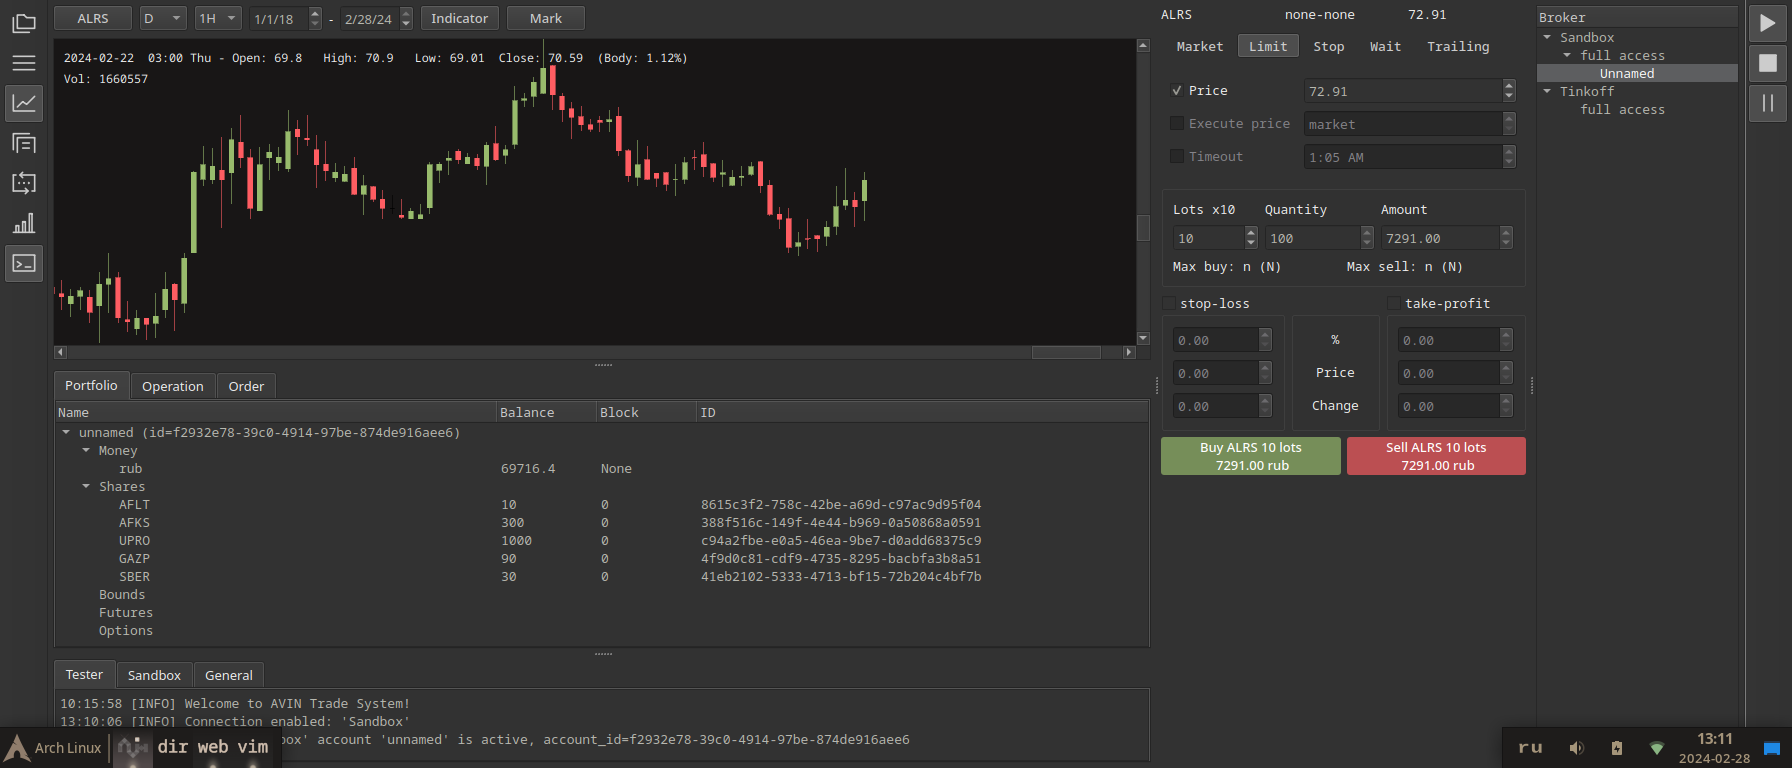 ALRS D 1H 1/1/18 - 2/28/24 Indicator Mark
2024-02-22 03:00 Thu - Open: 69.8 High: 70.9 Low: 69.01 Close: 70.59 (Body: 1.12%)
Vol: 1660557
Portfolio Operation Order
Name Balance Block ID
unnamed (id=f2932e78-39c0-4914-97be-874de916aee6)
Money
rub 69716.4 None
Shares
AFLT 10 0 8615c3f2-758c-42be-a69d-c97ac9d95f04
AFKS 300 0 388f516c-149f-4e44-b969-0a50868a0591
UPRO 1000 0 c94a2fbe-e0a5-46ea-9be7-d0add68375c9
GAZP 90 0 4f9d0c81-cdf9-4735-8295-bacbfa3b8a51
SBER 30 0 41eb2102-5333-4713-bf15-72b204c4bf7b
Bounds
Futures
Options
Tester Sandbox General
10:15:58 [INFO] Welcome to AVIN Trade System!
13:10:06 [INFO] Connection enabled: 'Sandbox'
box' account 'unnamed' is active, account_id=f2932e78-39c0-4914-97be-874de916aee6
Arch Linux dir web vim
ALRS none-none 72.91
Market Limit Stop Wait Trailing
Price 72.91
Execute price market
Timeout 1:05 AM
Lots x10 Quantity Amount
10 100 7291.00
Max buy: n (N) Max sell: n (N)
stop-loss take-profit
0.00 % 0.00
0.00 Price 0.00
0.00 Change 0.00
Buy ALRS 10 lots
7291.00 rub
Sell ALRS 10 lots
7291.00 rub
Broker
Sandbox
full access
Unnamed
Tinkoff
full access
ru 13:11
2024-02-28